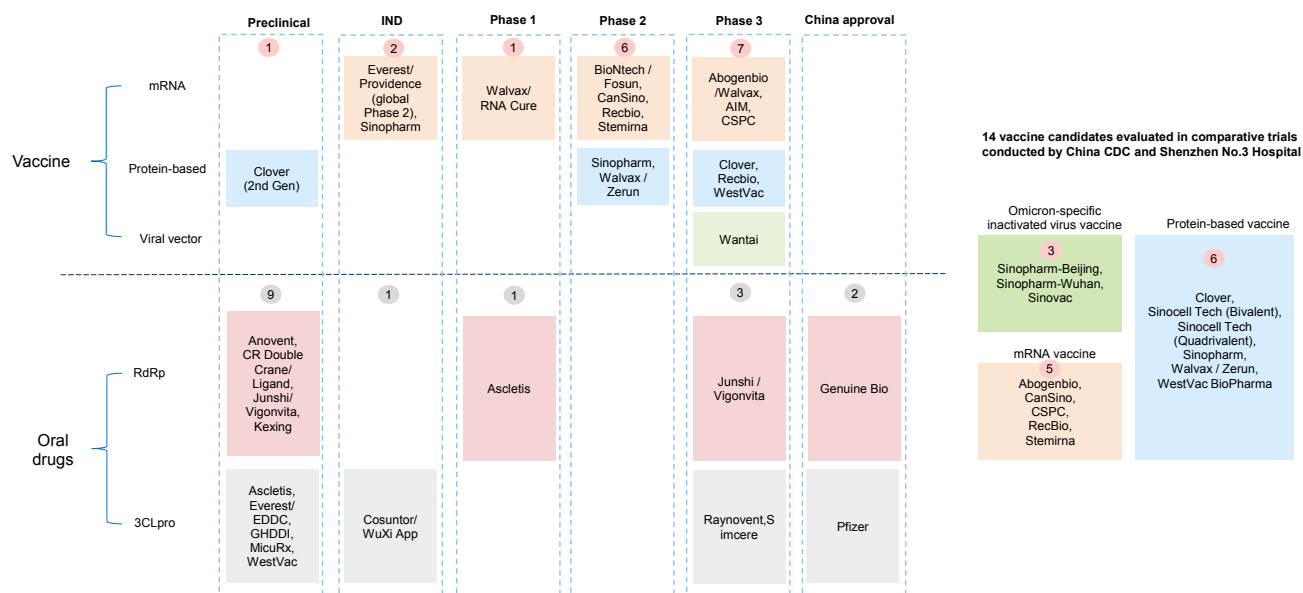 Preclinical
IND
Phase 1
Phase 2
Phase 3
China approval
1
2
1
6
7
Vaccine
mRNA
Everest/
Providence
(global
Phase 2),
Sinopharm
Walvax/
RNA Cure
BioNtech /
Fosun,
CanSino,
Recbio,
Stemirna
Abogenbio
/Walvax,
AIM,
CSPC
Protein-based
Clover
(2nd Gen)
Sinopharm,
Walvax /
Zerun
Clover,
Recbio,
WestVac
Viral vector
Wantai
9
1
1
3
2
Oral
drugs
RdRp
Anovent,
CR Double
Crane/
Ligand,
Junshi/
Vigonvita,
Kexing
Ascletis
Junshi /
Vigonvita
Genuine Bio
3CLpro
Ascletis,
Everest/
EDDC,
GHDDI,
MicuRx,
WestVac
Cosuntor/
WuXi App
Raynovent,S
imcere
Pfizer
14 vaccine candidates evaluated in comparative trials
conducted by China CDC and Shenzhen No.3 Hospital
Omicron-specific
inactivated virus vaccine
3
Sinopharm-Beijing,
Sinopharm-Wuhan,
Sinovac
mRNA vaccine
5
Abogenbio,
CanSino,
CSPC,
RecBio,
Stemirna
Protein-based vaccine
6
Clover,
Sinocell Tech (Bivalent),
Sinocell Tech
(Quadrivalent),
Sinopharm,
Walvax / Zerun,
WestVac BioPharma